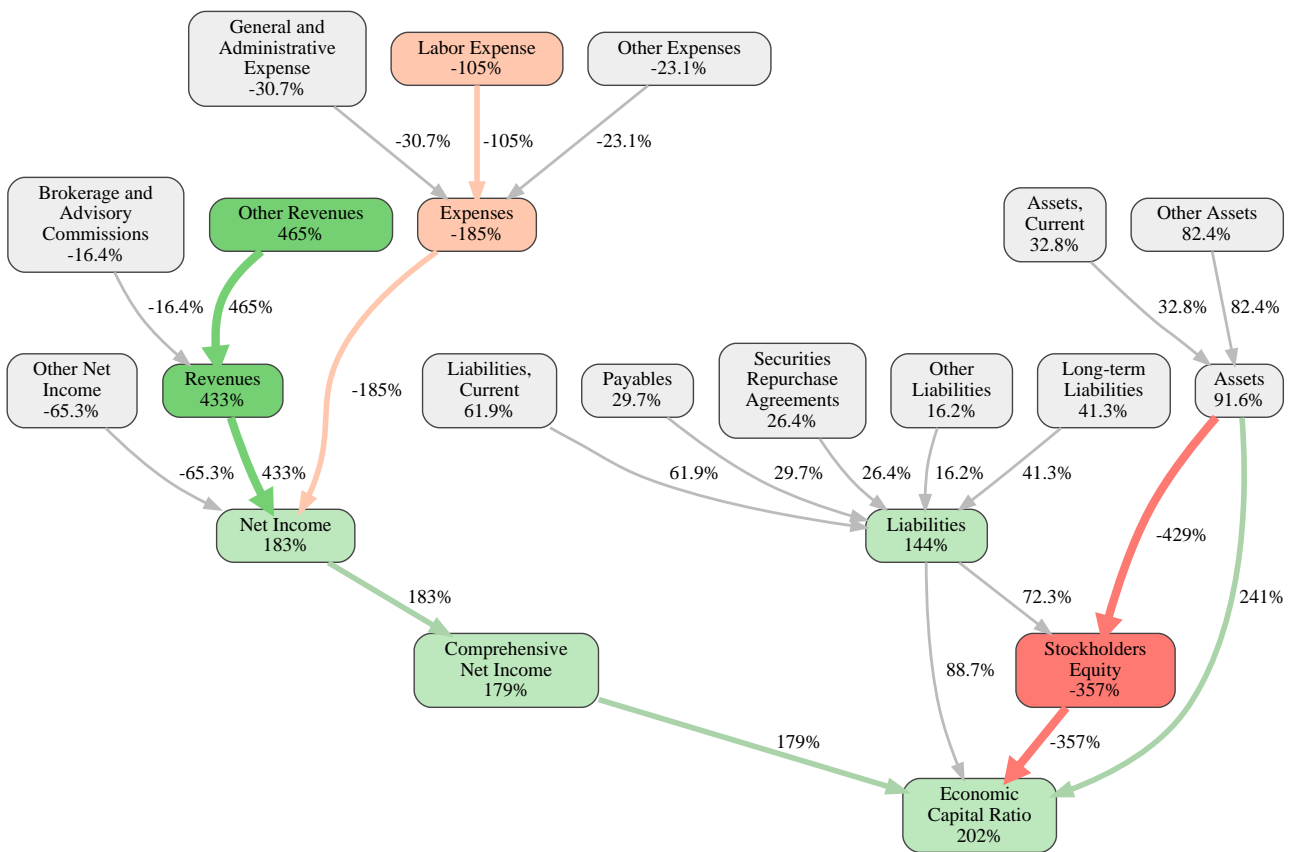 General and
Administrative
Expense
-30.7%
Labor Expense
-105%
Other Expenses
-23.1%
-30.7%
-105%
-23.1%
Brokerage and
Advisory
Commissions
-16.4%
Other Revenues
465%
Expenses
-185%
Assets,
Current
32.8%
Other Assets
82.4%
-16.4%
465%
32.8%
82.4%
Other Net
Income
-65.3%
Revenues
433%
-185%
Liabilities,
Current
61.9%
Payables
29.7%
Securities
Repurchase
Agreements
26.4%
Other
Liabilities
16.2%
Long-term
Liabilities
41.3%
Assets
91.6%
-65.3%
433%
61.9%
29.7%
26.4%
16.2%
41.3%
Net Income
183%
Liabilities
144%
-429%
183%
72.3%
241%
Comprehensive
Net Income
179%
88.7%
Stockholders
Equity
-357%
179%
-357%
Economic
Capital Ratio
202%